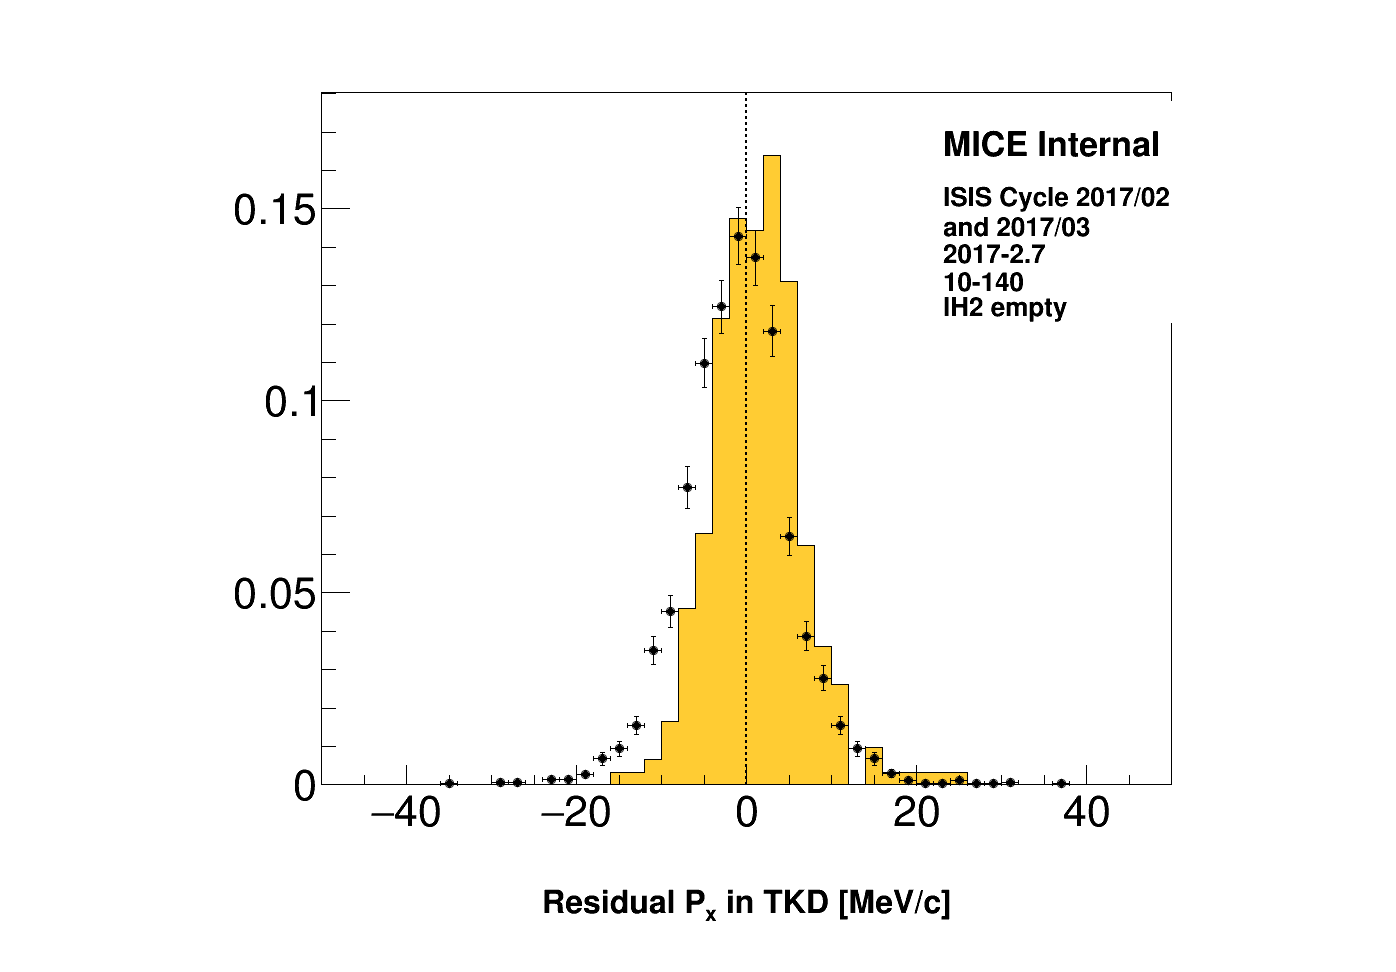 MICE Internal
ISIS Cycle 2017/02
and 2017/03
2017-2.7
10-140
IH2 empty
0.15
0.1
0.05
0
−40 −20 0 20 40
Residual Px in TKD [MeV/c]